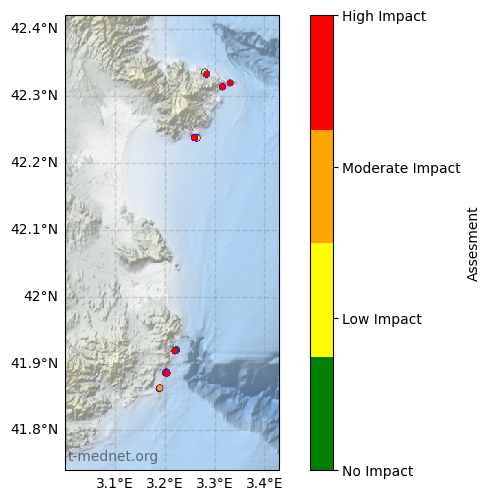 42.4°N
42.3°N
42.2°N
42.1°N
42°N
41.9°N
41.8°N
3.1°E 3.2°E 3.3°E 3.4°E
t-mednet.org
High Impact
Moderate Impact
Low Impact
No Impact
Assesment